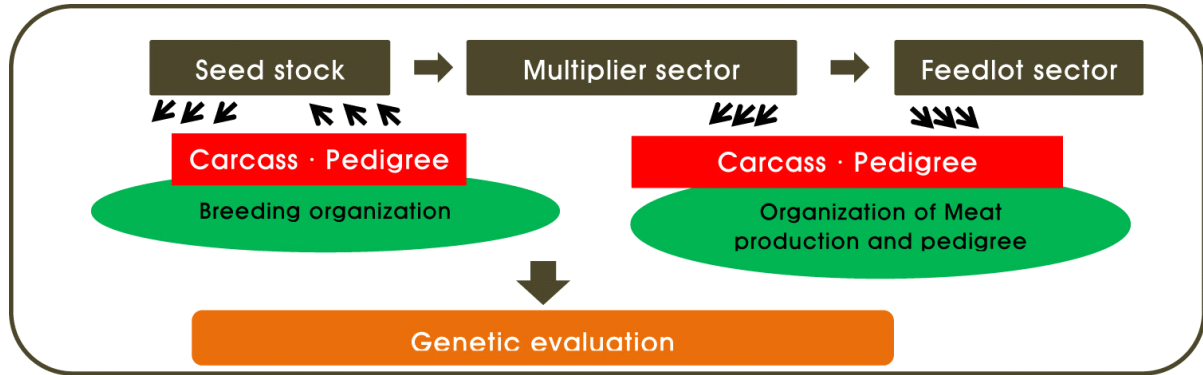 Seed stock
Multiplier sector
Feedlot sector
Carcass · Pedigree
Carcass · Pedigree
Breeding organization
Organization of Meat
production and pedigree
Genetic evaluation